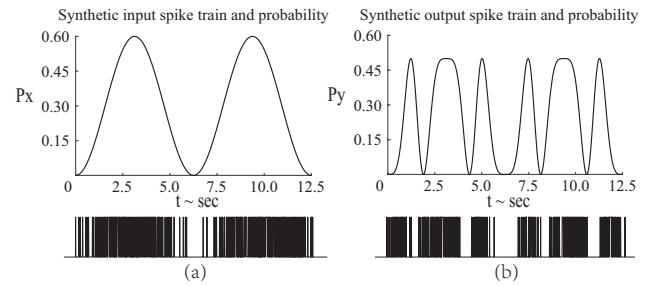 Synthetic input spike train and probability
Px
0.60
0.45
0.30
0.15
0 2.5 5.0 7.5 10.0 12.5
t ~ sec
(a)
Synthetic output spike train and probability
Py
0.60
0.45
0.30
0.15
0 2.5 5.0 7.5 10.0 12.5
t ~ sec
(b)